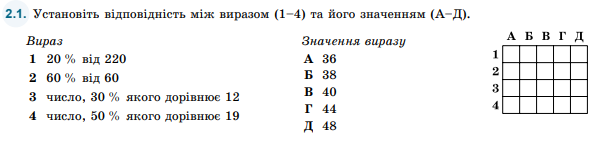 2.1. Установіть відповідність між виразом (1–4) та його значенням (А–Д).
Вираз
1 20 % від 220
2 60 % від 60
3 число, 30 % якого дорівнює 12
4 число, 50 % якого дорівнює 19
Значення виразу
А 36
Б 38
В 40
Г 44
Д 48
А Б В Г Д
1
2
3
4